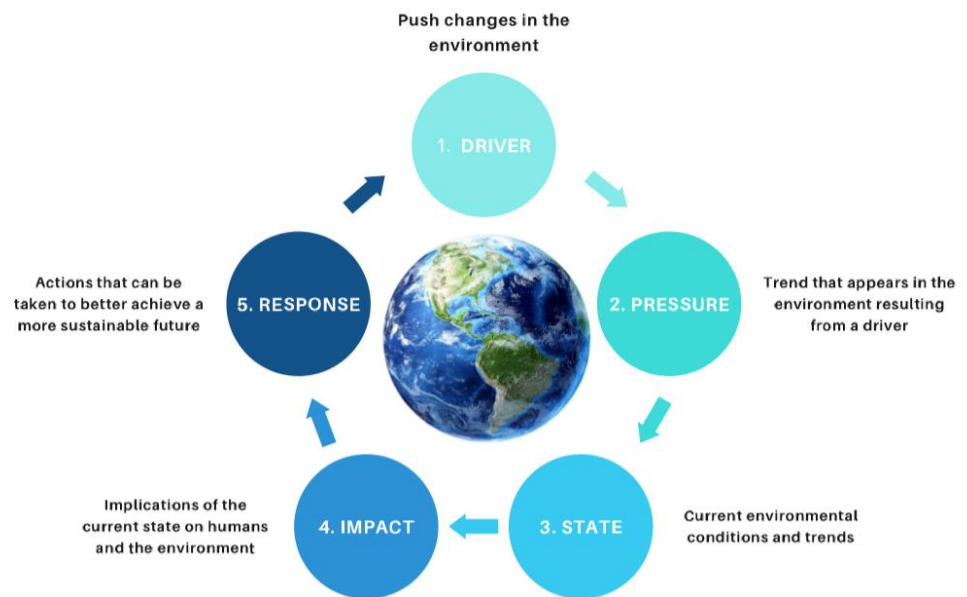 Push changes in the
environment
1. DRIVER
2. PRESSURE
Trend that appears in the
environment resulting
from a driver
3. STATE
Current environmental
conditions and trends
4. IMPACT
Implications of the
current state on humans
and the environment
5. RESPONSE
Actions that can be
taken to better achieve a
more sustainable future